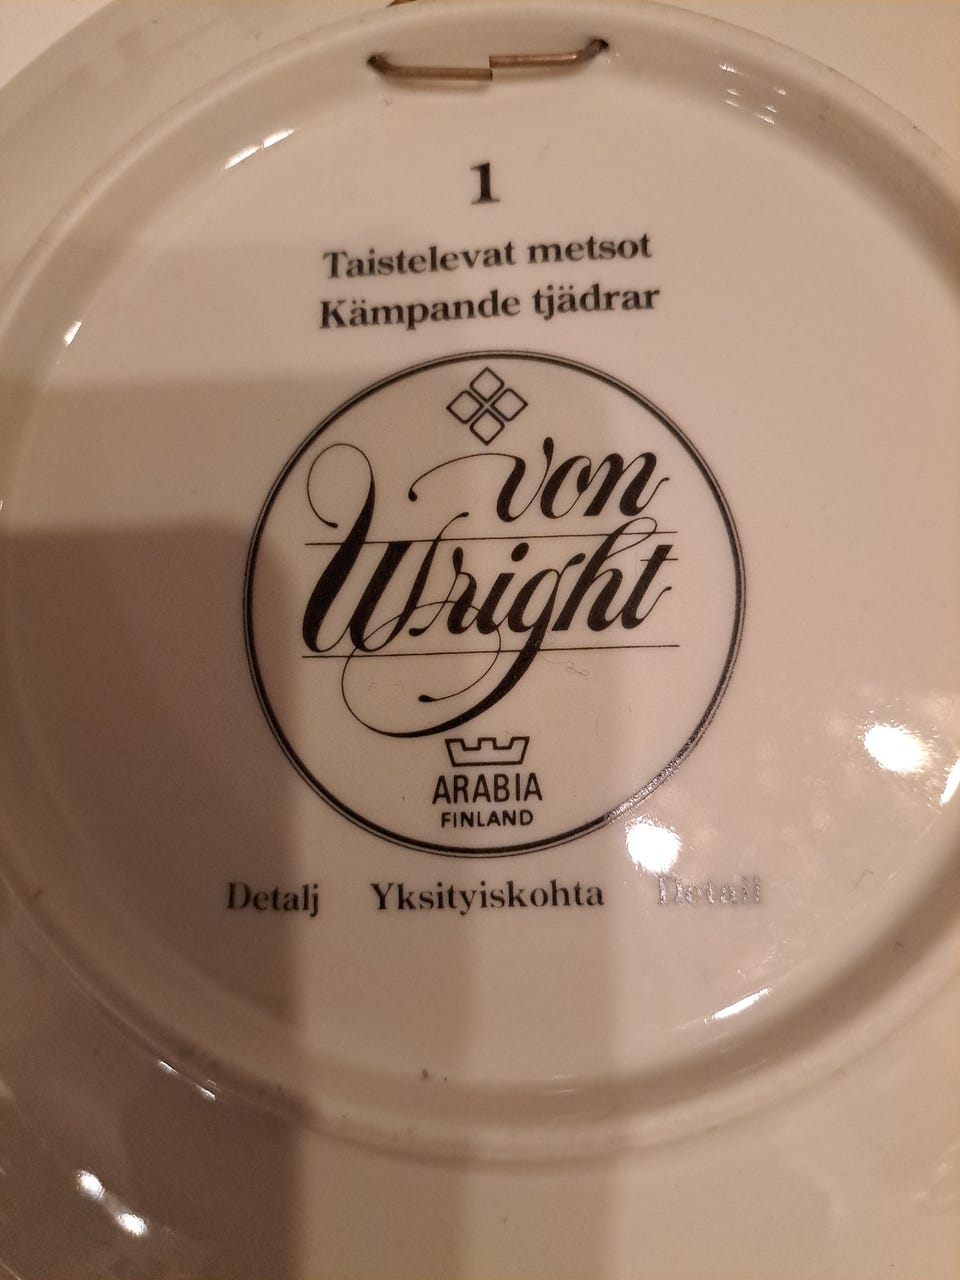 1
Taistelevat metsot
Kämpande tjädrar
von
Wright
ARABIA
FINLAND
Detalj Yksityiskohta Detail